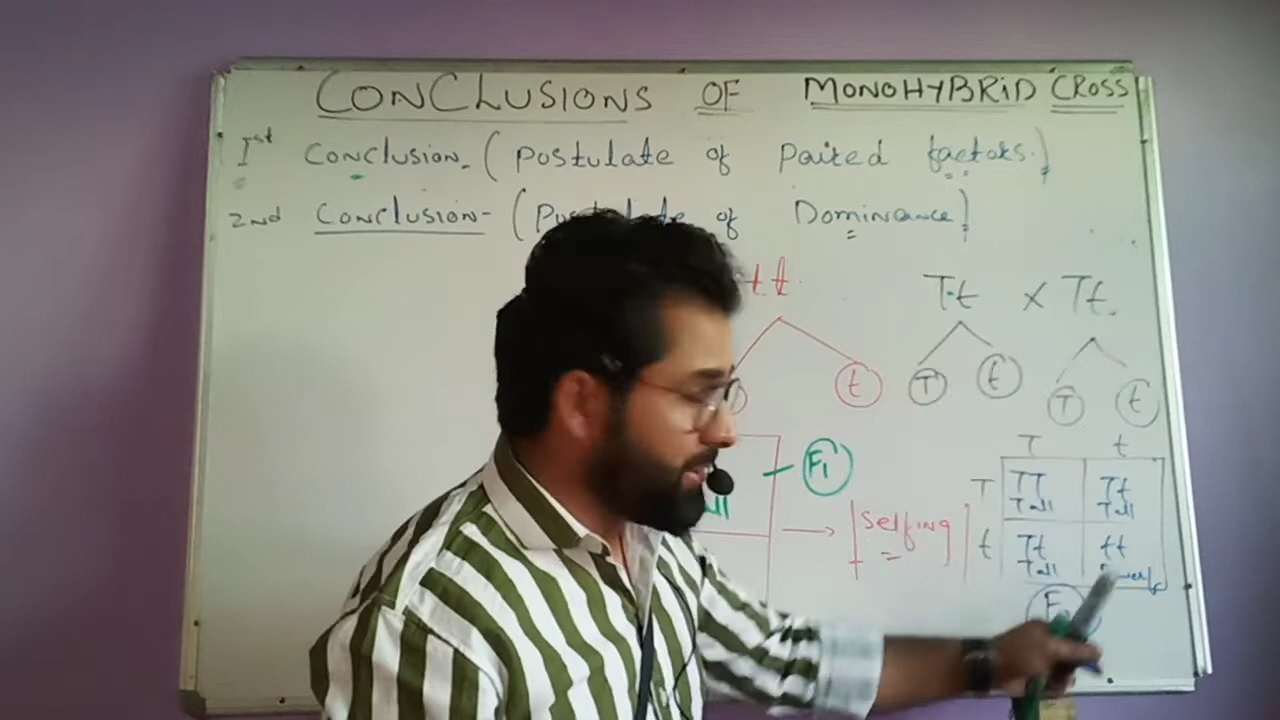 CONCLUSIONS OF MONOHYBRID CROSS
Ist Conclusion - (Postulate of Paired factors.)
2nd Conclusion - (Postulate of Dominance)
tt
Tt x Tt.
t
T t T t
F1
T t
T TT Tt
Tall Tall
Selfing
t Tt tt
Tall